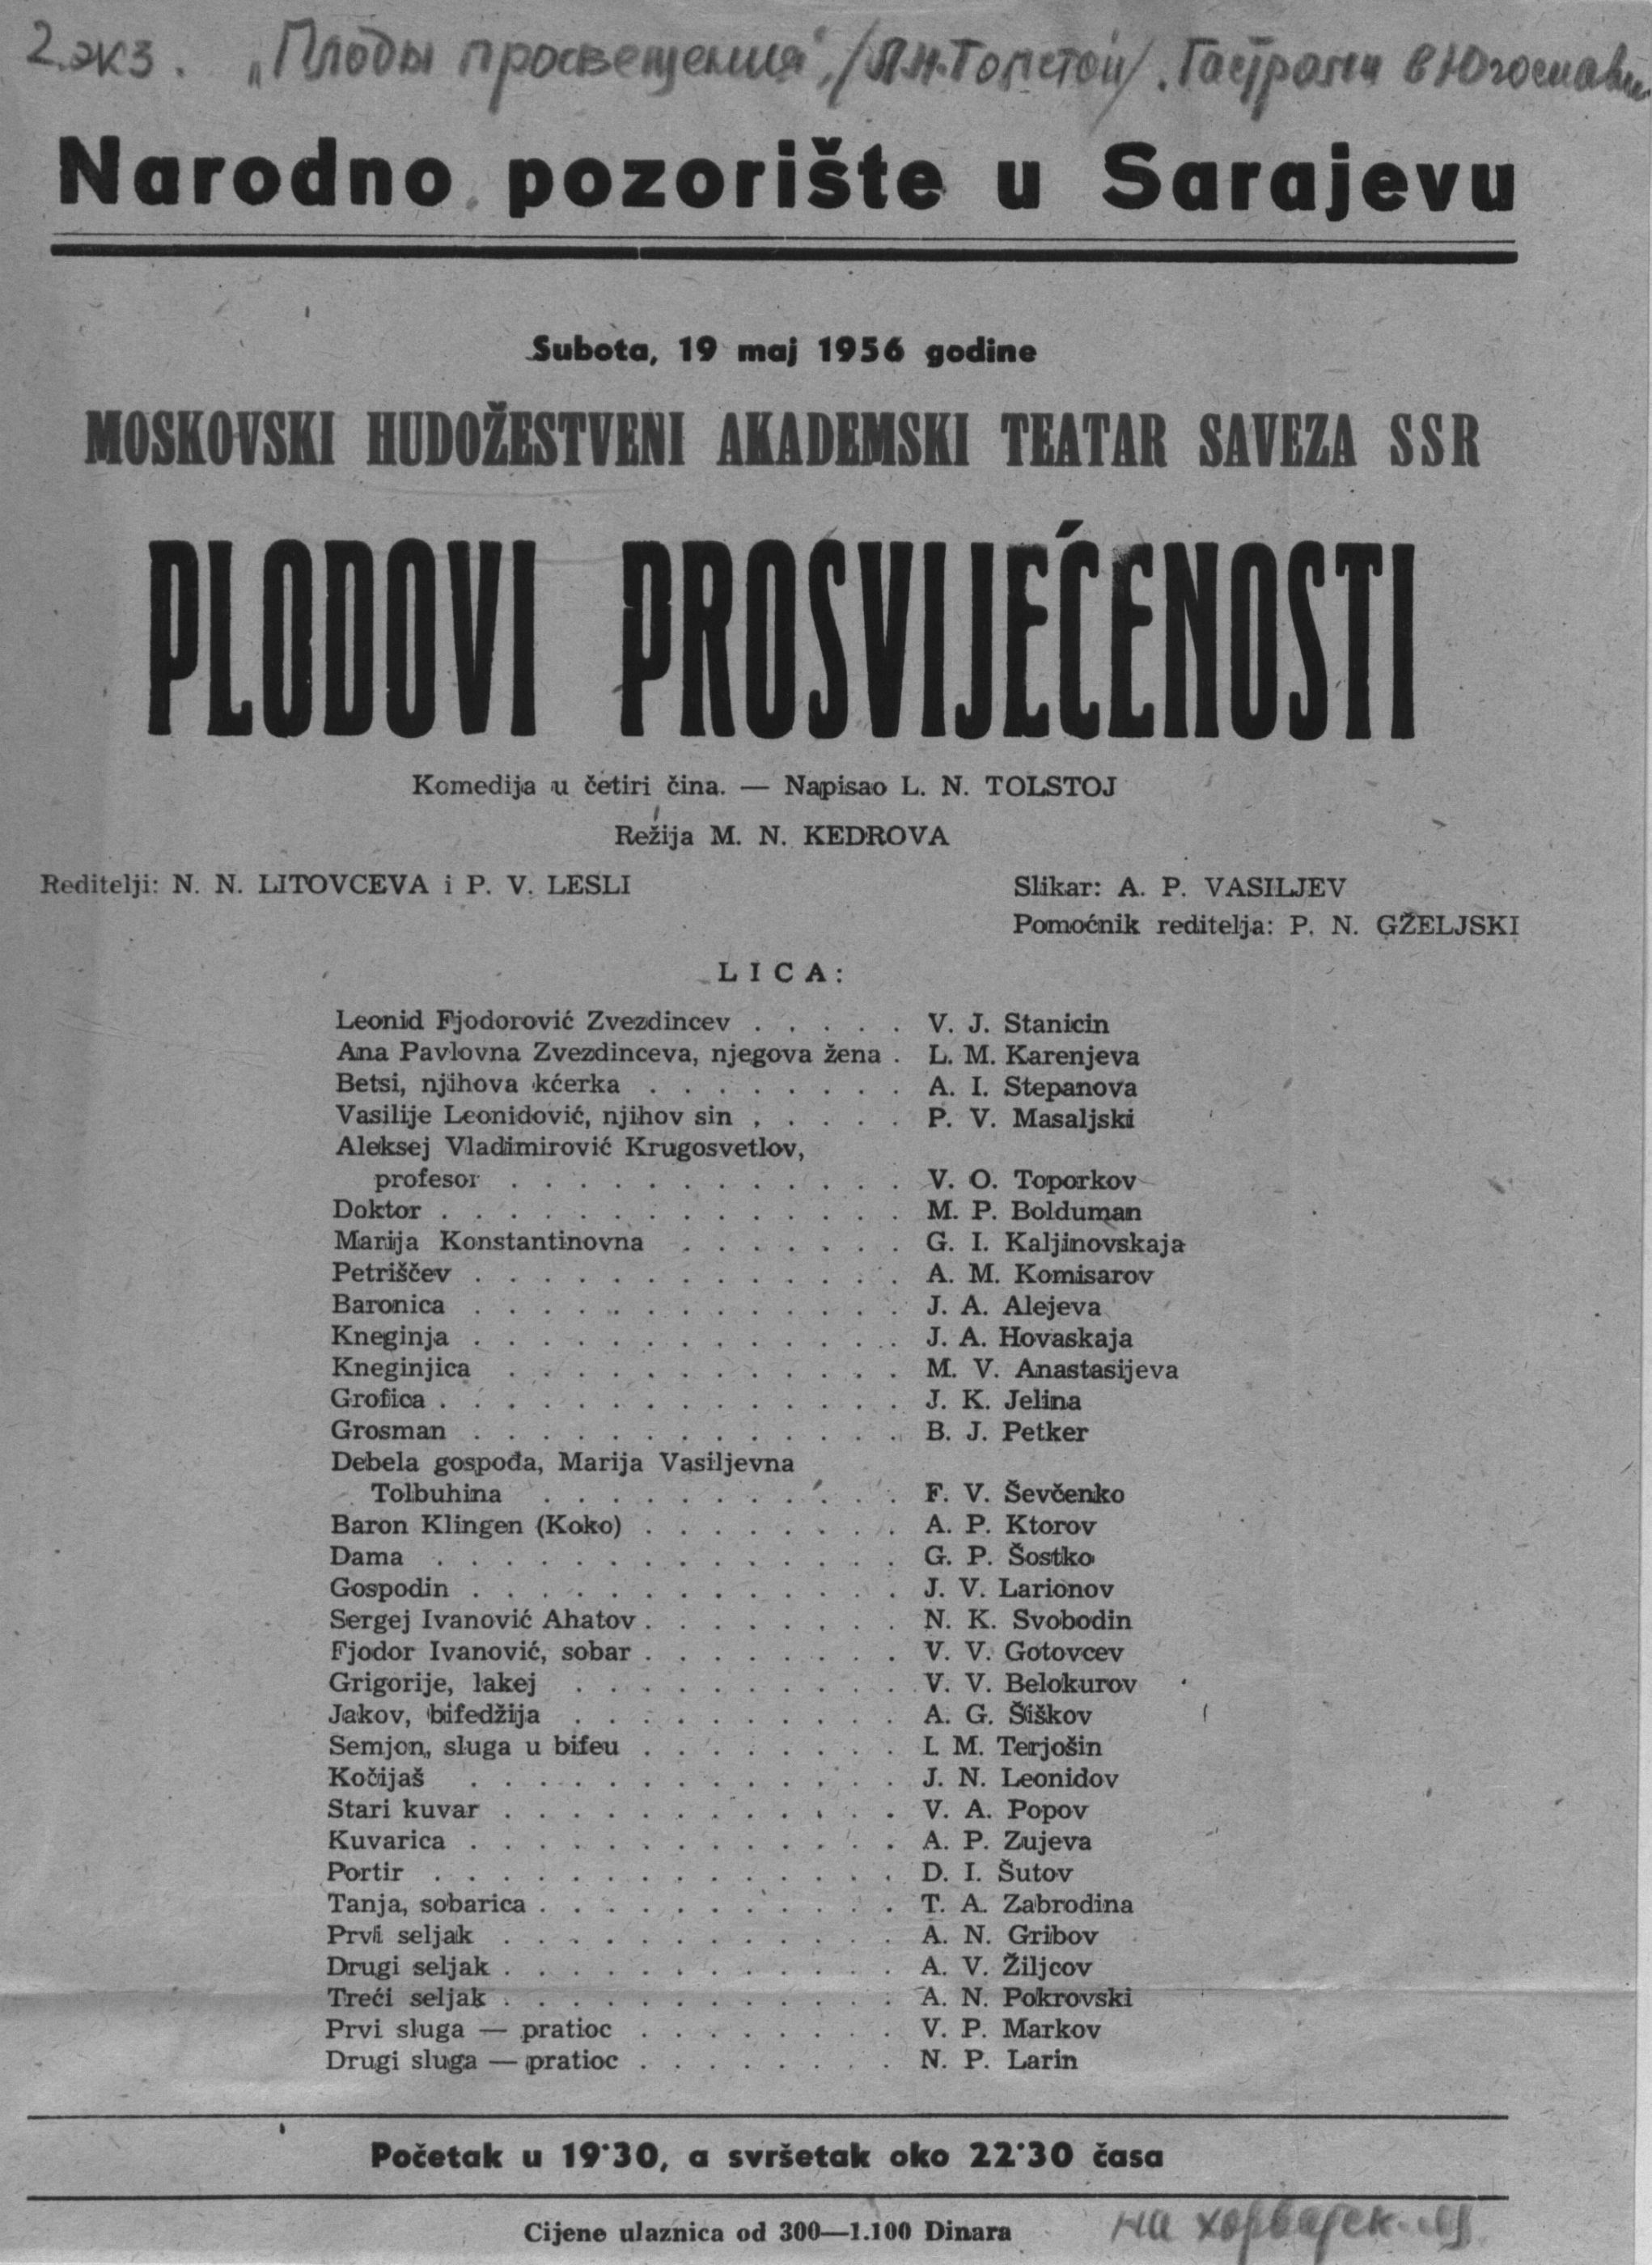 2 экз. „Плоды просвещения", /Л.Н. Толстой/. Гастроли в Югославии
Narodno pozorište u Sarajevu
Subota, 19 maj 1956 godine
MOSKOVSKI HUDOŽESTVENI AKADEMSKI TEATAR SAVEZA SSR
PLODOVI PROSVIJEĆENOSTI
Komedija u četiri čina. — Napisao L. N. TOLSTOJ
Režija M. N. KEDROVA
Reditelji: N. N. LITOVCEVA i P. V. LESLI
Slikar: A. P. VASILJEV
Pomoćnik reditelja: P. N. GŽELJSKI
LICA:
Leonid Fjodorović Zvezdincev . . . . . V. J. Stanicin
Ana Pavlovna Zvezdinceva, njegova žena . L. M. Karenjeva
Betsi, njihova kćerka . . . . . . . . A. I. Stepanova
Vasilije Leonidović, njihov sin . . . . . P. V. Masaljski
Aleksej Vladimirović Krugosvetlov,
profesor . . . . . . . . . . . . V. O. Toporkov
Doktor . . . . . . . . . . . . . . M. P. Bolduman
Marija Konstantinovna . . . . . . . G. I. Kaljinovskaja
Petriščev . . . . . . . . . . . . . A. M. Komisarov
Baronica . . . . . . . . . . . . . J. A. Alejeva
Kneginja . . . . . . . . . . . . . J. A. Hovaskaja
Kneginjica . . . . . . . . . . . . M. V. Anastasijeva
Grofica . . . . . . . . . . . . . . J. K. Jelina
Grosman . . . . . . . . . . . . . B. J. Petker
Debela gospođa, Marija Vasiljevna
Tolbuhina . . . . . . . . . . . F. V. Ševčenko
Baron Klingen (Koko) . . . . . . . . A. P. Ktorov
Dama . . . . . . . . . . . . . . G. P. Šostko
Gospodin . . . . . . . . . . . . . J. V. Larionov
Sergej Ivanović Ahatov . . . . . . . . N. K. Svobodin
Fjodor Ivanović, sobar . . . . . . . . V. V. Gotovcev
Grigorije, lakej . . . . . . . . . . V. V. Belokurov
Jakov, bifedžija . . . . . . . . . . A. G. Šiškov
Semjon, sluga u bifeu . . . . . . . . I. M. Terjošin
Kočijaš . . . . . . . . . . . . . J. N. Leonidov
Stari kuvar . . . . . . . . . . . . V. A. Popov
Kuvarica . . . . . . . . . . . . . A. P. Zujeva
Portir . . . . . . . . . . . . . . D. I. Šutov
Tanja, sobarica . . . . . . . . . . . T. A. Zabrodina
Prvi seljak . . . . . . . . . . . . A. N. Gribov
Drugi seljak . . . . . . . . . . . . A. V. Žiljcov
Treći seljak . . . . . . . . . . . . A. N. Pokrovski
Prvi sluga — pratioc . . . . . . . . V. P. Markov
Drugi sluga — pratioc . . . . . . . . N. P. Larin
Početak u 19·30, a svršetak oko 22·30 časa
Cijene ulaznica od 300—1.100 Dinara
на хорватск. яз